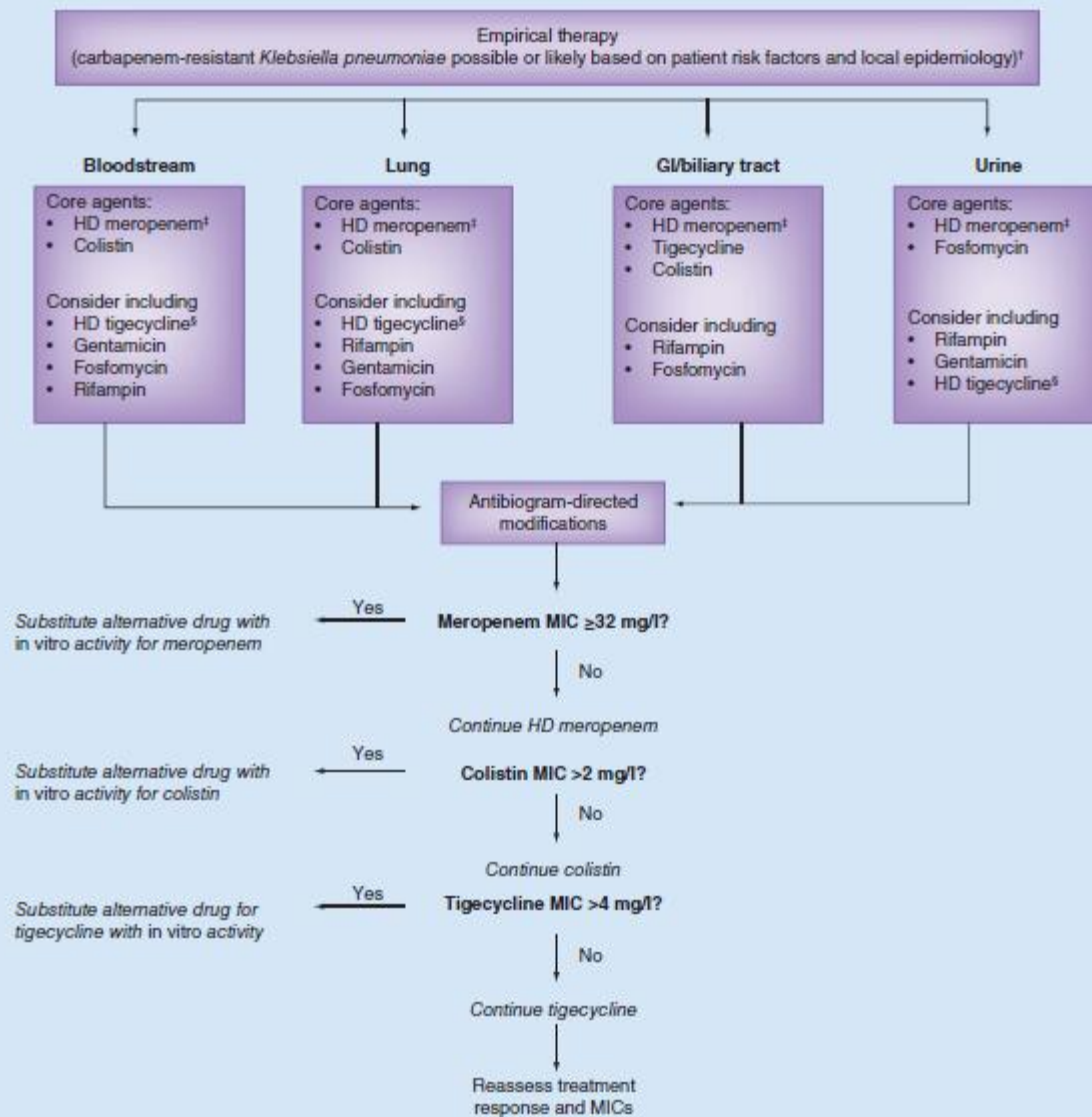 Empirical therapy
(carbapenem-resistant Klebsiella pneumoniae possible or likely based on patient risk factors and local epidemiology)†
Bloodstream
Core agents:
• HD meropenem‡
• Colistin
Consider including
• HD tigecycline§
• Gentamicin
• Fosfomycin
• Rifampin
Lung
Core agents:
• HD meropenem‡
• Colistin
Consider including
• HD tigecycline§
• Rifampin
• Gentamicin
• Fosfomycin
GI/biliary tract
Core agents:
• HD meropenem‡
• Tigecycline
• Colistin
Consider including
• Rifampin
• Fosfomycin
Urine
Core agents:
• HD meropenem‡
• Fosfomycin
Consider including
• Rifampin
• Gentamicin
• HD tigecycline§
Antibiogram-directed
modifications
Meropenem MIC ≥32 mg/l?
Yes
Substitute alternative drug with
in vitro activity for meropenem
No
Continue HD meropenem
Colistin MIC >2 mg/l?
Yes
Substitute alternative drug with
in vitro activity for colistin
No
Continue colistin
Tigecycline MIC >4 mg/l?
Yes
Substitute alternative drug for
tigecycline with in vitro activity
No
Continue tigecycline
Reassess treatment
response and MICs